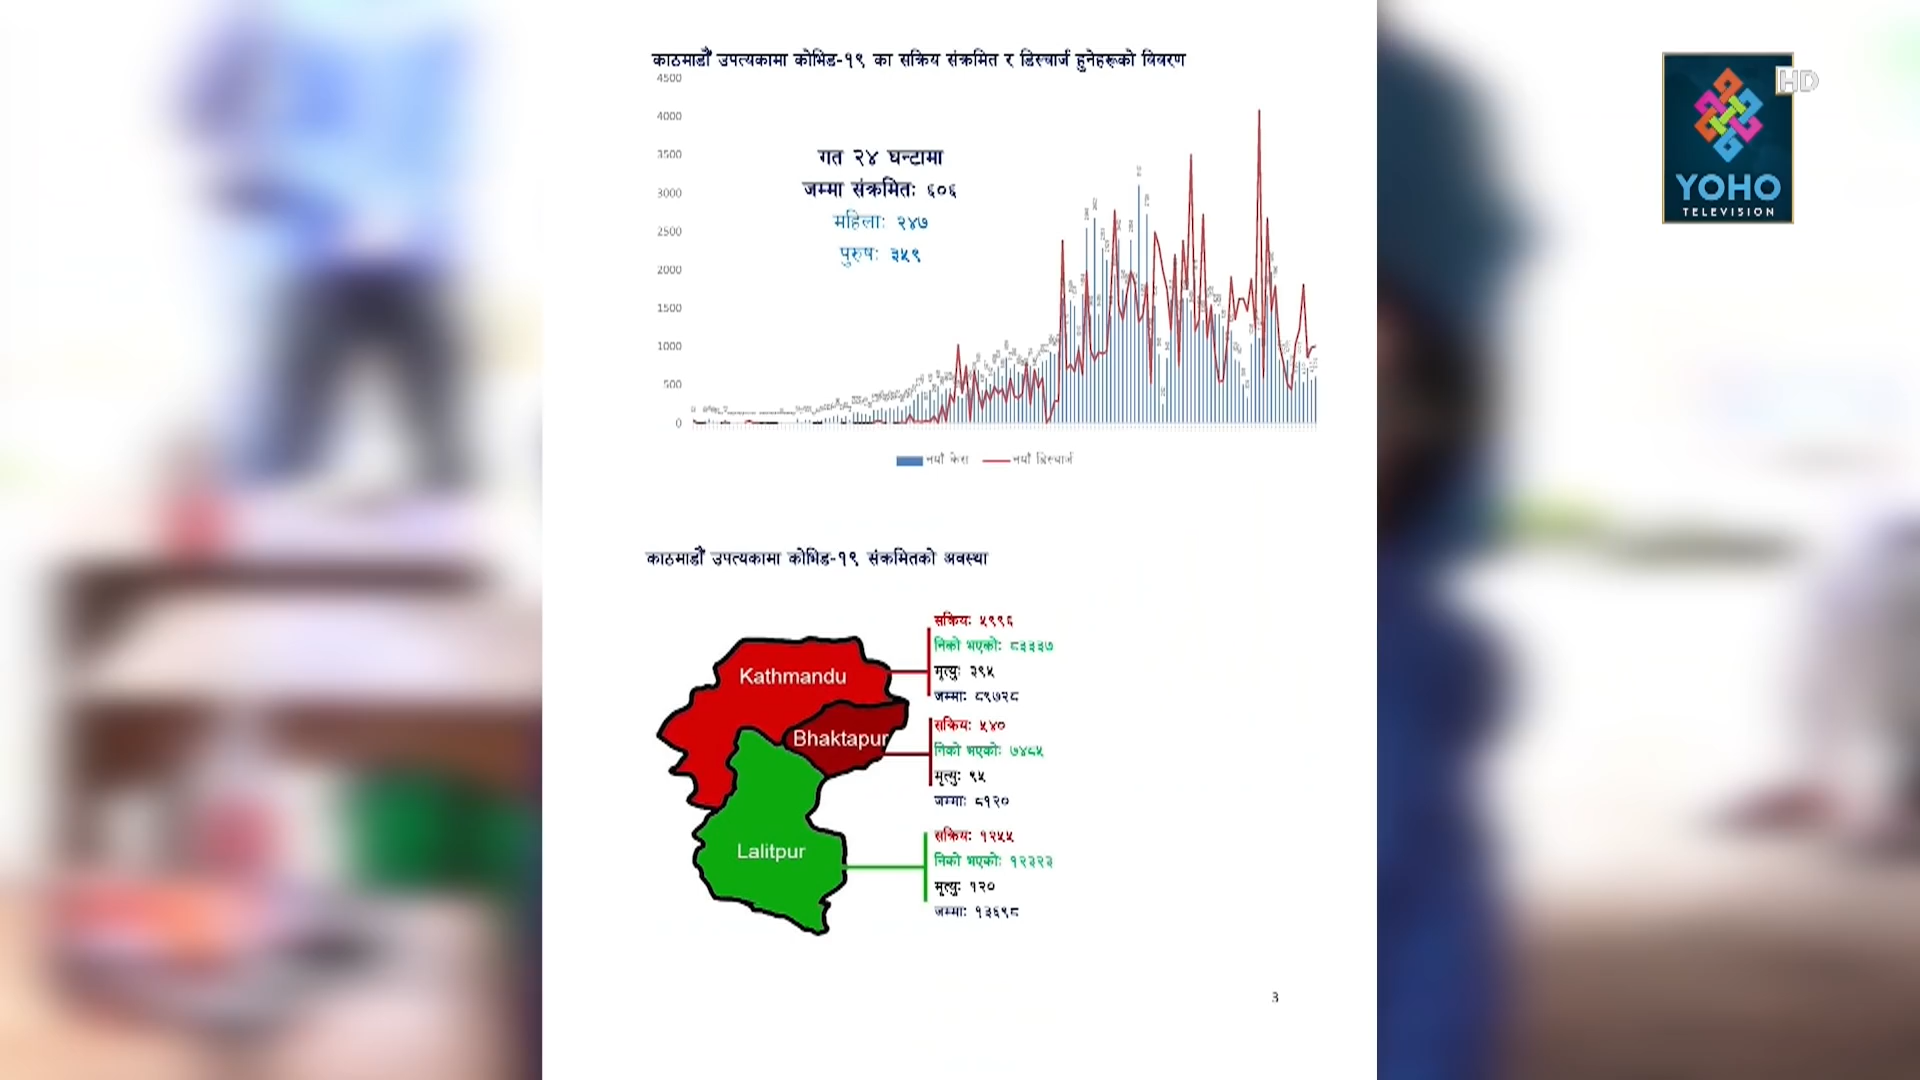 काठमाडौं उपत्यकामा कोभिड-१९ का सक्रिय संक्रमित र डिस्चार्ज हुनेहरूको विवरण
4500
4000
3500
3000
2500
2000
1500
1000
500
0
गत २४ घन्टामा
जम्मा संक्रमितः ६०६
महिलाः २४७
पुरुषः ३५९
नयाँ केस
नयाँ डिस्चार्ज
काठमाडौं उपत्यकामा कोभिड-१९ संक्रमितको अवस्था
Kathmandu
सक्रियः ५९९६
निको भएकोः ८३३३७
मृत्युः ३९५
जम्माः ८९७२८
Bhaktapur
सक्रियः ५४०
निको भएकोः ७४८५
मृत्युः ९५
जम्माः ८१२०
Lalitpur
सक्रियः १२५५
निको भएकोः १२३२३
मृत्युः १२०
जम्माः १३६९८
3
HD
YOHO
TELEVISION